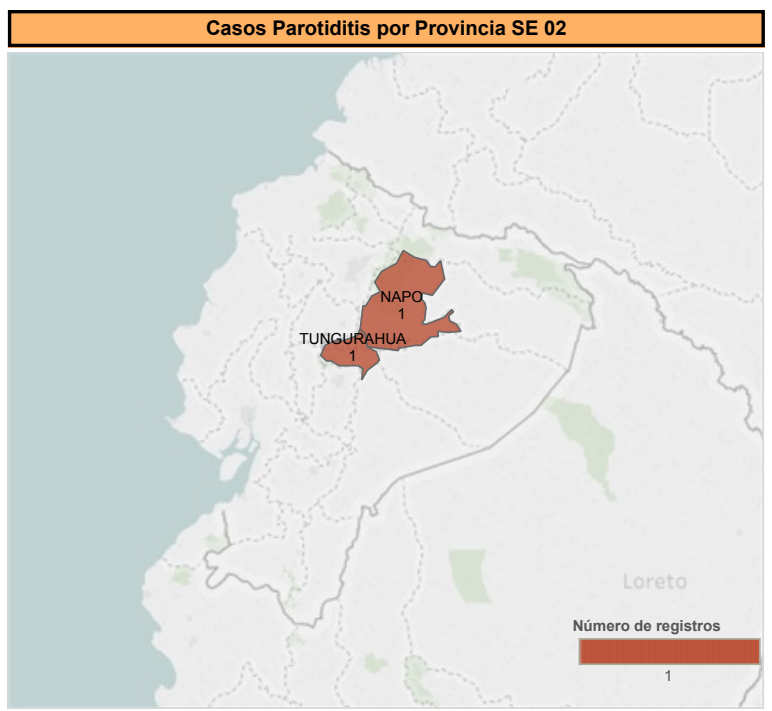 Casos Parotiditis por Provincia SE 02
NAPO
1
TUNGURAHUA
1
Loreto
Número de registros
1